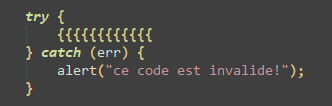 try {
    {{{{{{{{{{{{
} catch (err) {
    alert("ce code est invalide!");
}